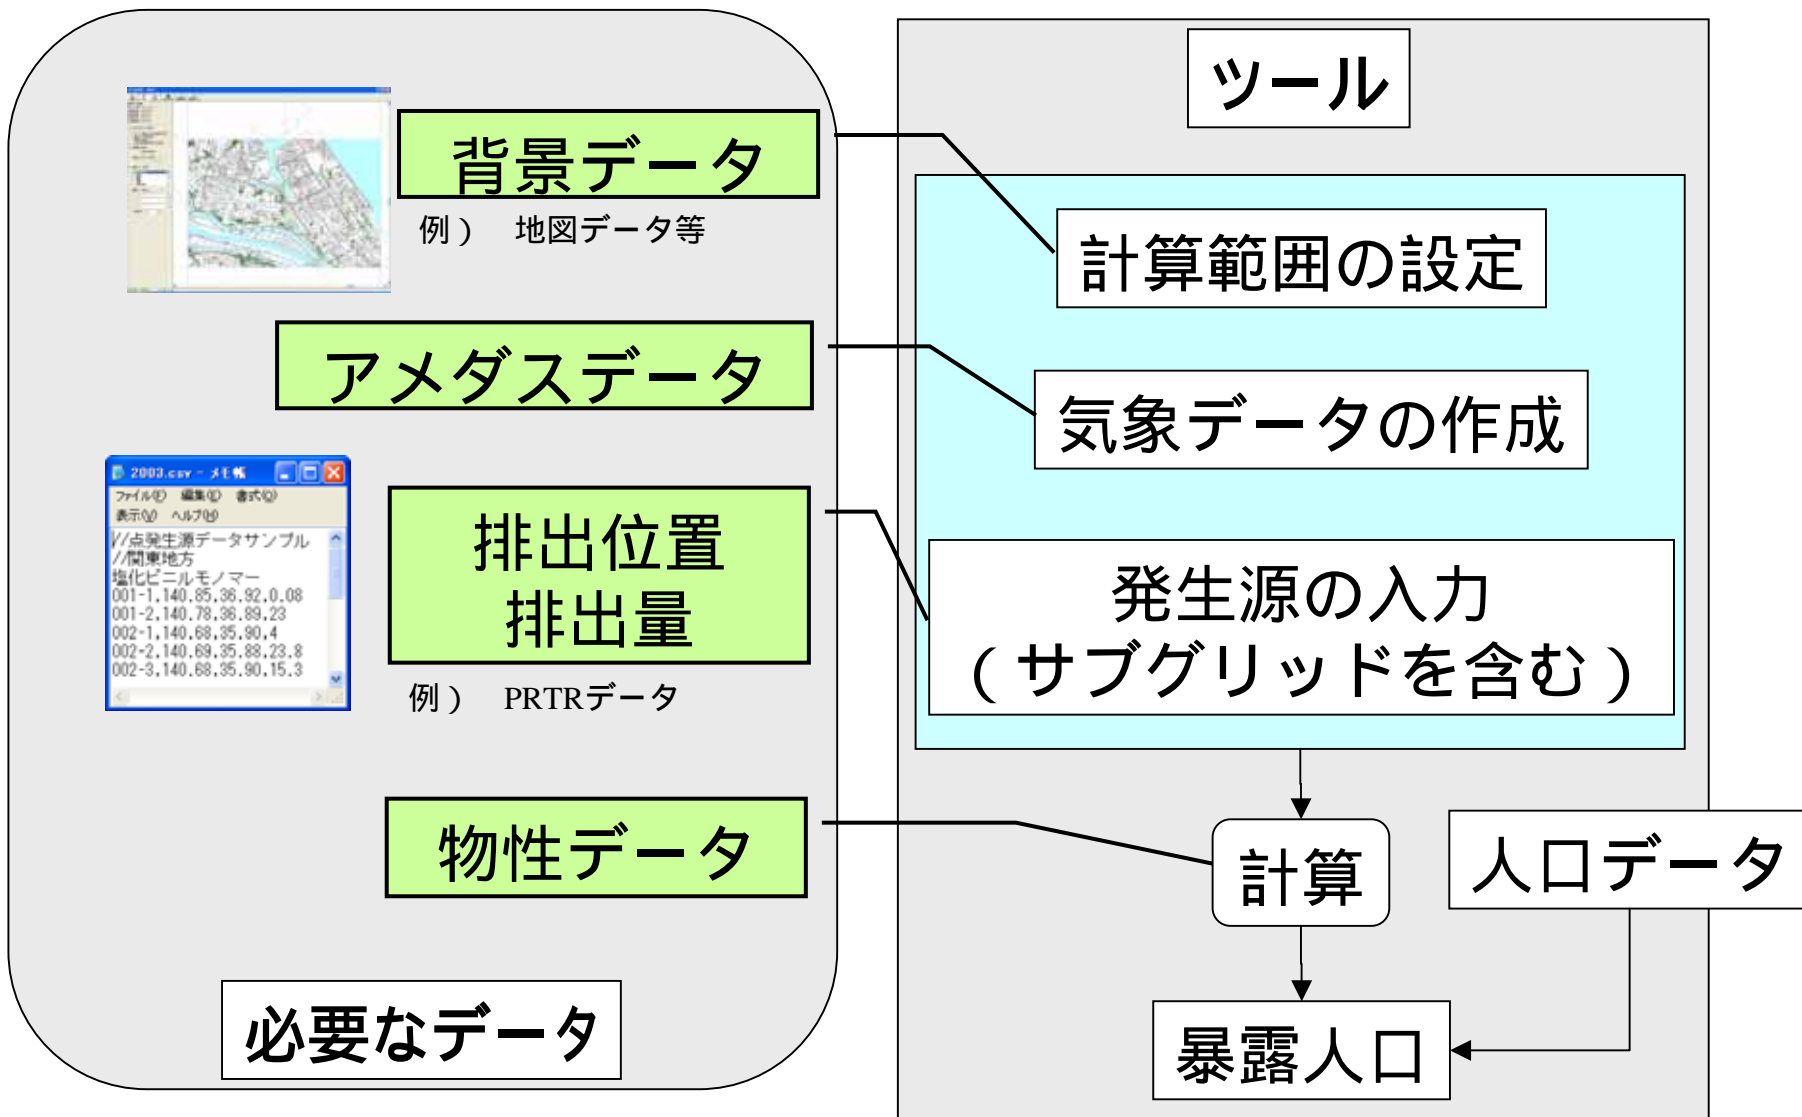 ツール
背景データ
例） 地図データ等
計算範囲の設定
アメダスデータ
気象データの作成
2003.csv - メモ帳
ファイル(F) 編集(E) 書式(O)
表示(V) ヘルプ(H)
//点発生源データサンプル
//関東地方
塩化ビニルモノマー
001-1,140.85,36.92,0.08
001-2,140.78,36.89,23
002-1,140.68,35.90,4
002-2,140.69,35.88,23.8
002-3,140.68,35.90,15.3
排出位置
排出量
例） PRTRデータ
発生源の入力
（サブグリッドを含む）
物性データ
計算
人口データ
必要なデータ
暴露人口